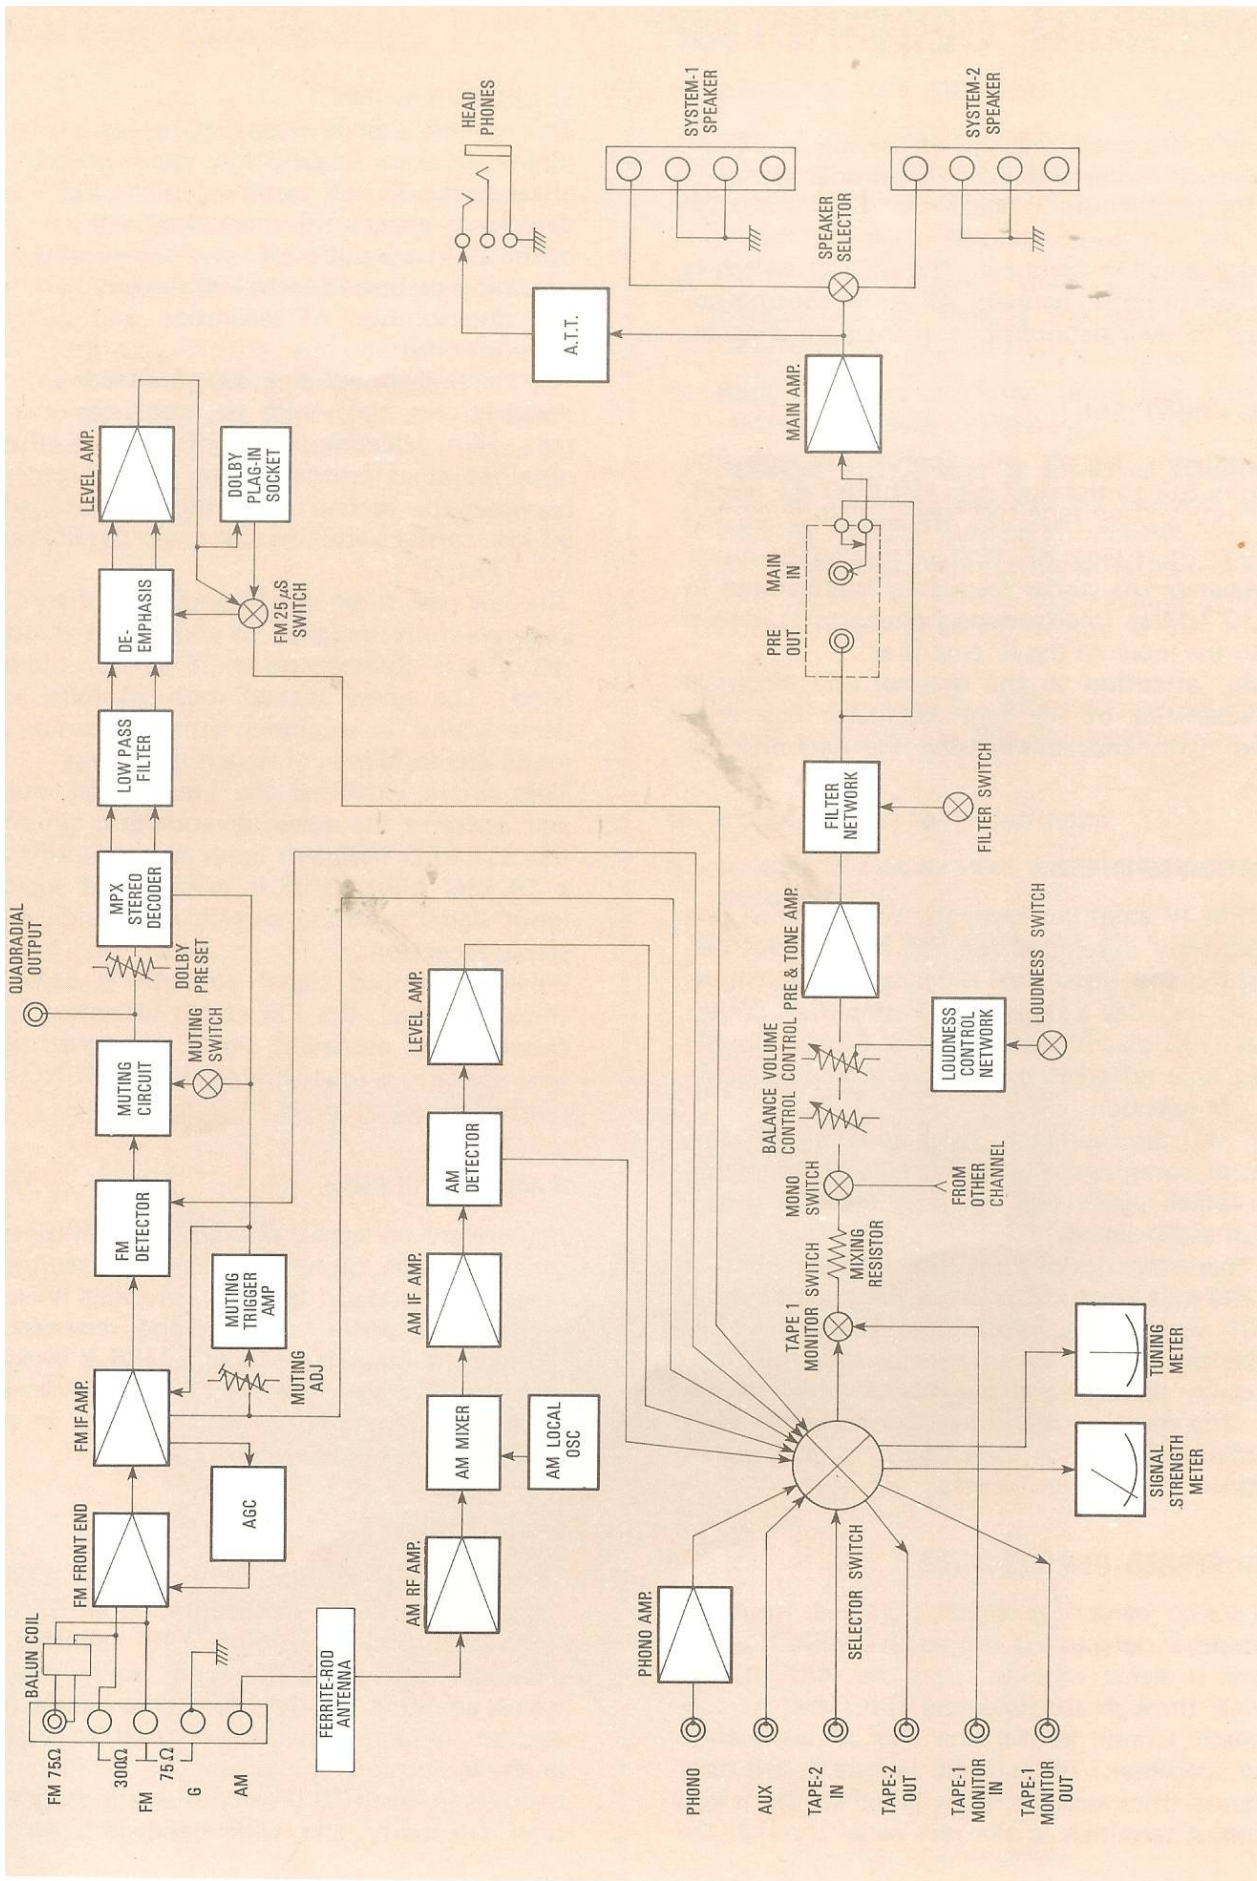 BALUN COIL
FM 75Ω
300Ω
FM
75Ω
G
AM
FERRITE-ROD
ANTENNA
FM FRONT END
AGC
FM IF AMP.
MUTING
ADJ
MUTING
TRIGGER
AMP
FM
DETECTOR
MUTING
CIRCUIT
MUTING
SWITCH
QUADRADIAL
OUTPUT
DOLBY
PRESET
MPX
STEREO
DECODER
LOW PASS
FILTER
DE-
EMPHASIS
FM 25μS
SWITCH
LEVEL AMP.
DOLBY
PLAG-IN
SOCKET
AM RF AMP.
AM MIXER
AM LOCAL
OSC
AM IF AMP.
AM
DETECTOR
LEVEL AMP.
A.T.T.
HEAD
PHONES
SYSTEM-1
SPEAKER
SYSTEM-2
SPEAKER
SPEAKER
SELECTOR
PHONO
AUX
TAPE-2
IN
TAPE-2
OUT
TAPE-1
MONITOR
IN
TAPE-1
MONITOR
OUT
PHONO AMP.
SELECTOR SWITCH
SIGNAL
STRENGTH
METER
TUNING
METER
TAPE 1
MONITOR SWITCH
MIXING
RESISTOR
MONO
SWITCH
FROM
OTHER
CHANNEL
BALANCE VOLUME
CONTROL CONTROL PRE & TONE AMP.
LOUDNESS
CONTROL
NETWORK
LOUDNESS SWITCH
FILTER
NETWORK
FILTER SWITCH
PRE
OUT
MAIN
IN
MAIN AMP.